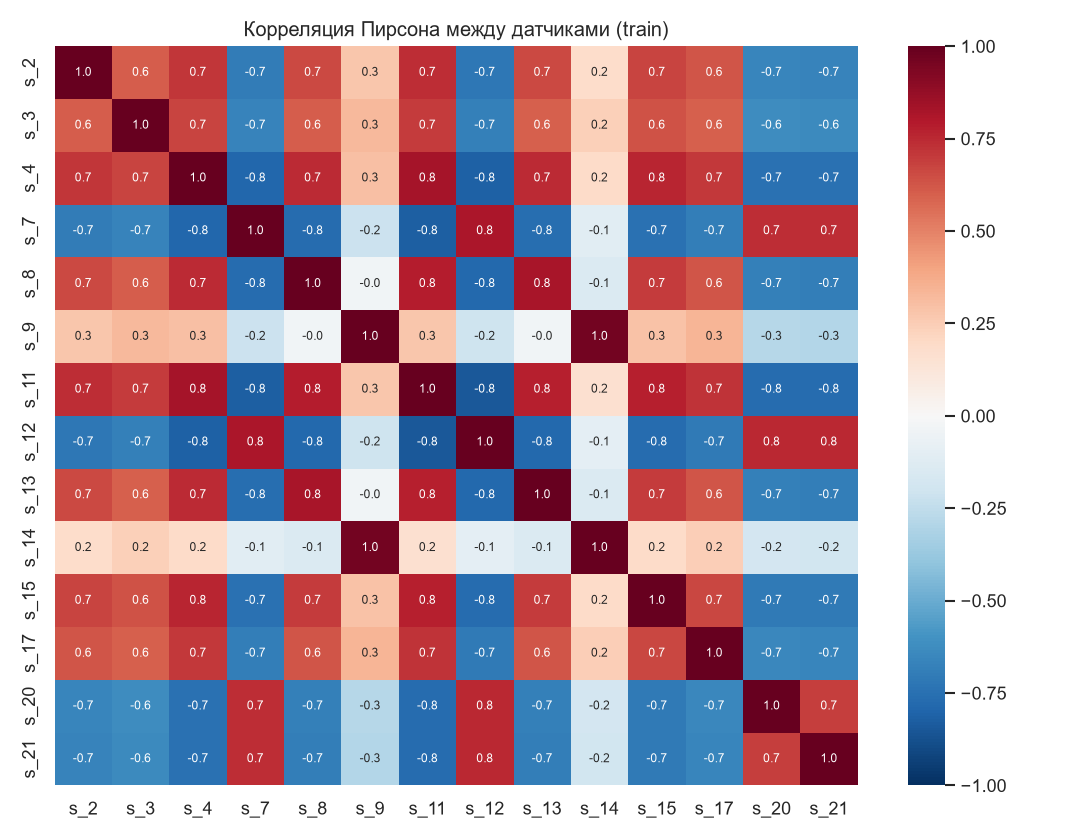 Корреляция Пирсона между датчиками (train)
s_2 1.0 0.6 0.7 -0.7 0.7 0.3 0.7 -0.7 0.7 0.2 0.7 0.6 -0.7 -0.7
s_3 0.6 1.0 0.7 -0.7 0.6 0.3 0.7 -0.7 0.6 0.2 0.6 0.6 -0.6 -0.6
s_4 0.7 0.7 1.0 -0.8 0.7 0.3 0.8 -0.8 0.7 0.2 0.8 0.7 -0.7 -0.7
s_7 -0.7 -0.7 -0.8 1.0 -0.8 -0.2 -0.8 0.8 -0.8 -0.1 -0.7 -0.7 0.7 0.7
s_8 0.7 0.6 0.7 -0.8 1.0 -0.0 0.8 -0.8 0.8 -0.1 0.7 0.6 -0.7 -0.7
s_9 0.3 0.3 0.3 -0.2 -0.0 1.0 0.3 -0.2 -0.0 1.0 0.3 0.3 -0.3 -0.3
s_11 0.7 0.7 0.8 -0.8 0.8 0.3 1.0 -0.8 0.8 0.2 0.8 0.7 -0.8 -0.8
s_12 -0.7 -0.7 -0.8 0.8 -0.8 -0.2 -0.8 1.0 -0.8 -0.1 -0.8 -0.7 0.8 0.8
s_13 0.7 0.6 0.7 -0.8 0.8 -0.0 0.8 -0.8 1.0 -0.1 0.7 0.6 -0.7 -0.7
s_14 0.2 0.2 0.2 -0.1 -0.1 1.0 0.2 -0.1 -0.1 1.0 0.2 0.2 -0.2 -0.2
s_15 0.7 0.6 0.8 -0.7 0.7 0.3 0.8 -0.8 0.7 0.2 1.0 0.7 -0.7 -0.7
s_17 0.6 0.6 0.7 -0.7 0.6 0.3 0.7 -0.7 0.6 0.2 0.7 1.0 -0.7 -0.7
s_20 -0.7 -0.6 -0.7 0.7 -0.7 -0.3 -0.8 0.8 -0.7 -0.2 -0.7 -0.7 1.0 0.7
s_21 -0.7 -0.6 -0.7 0.7 -0.7 -0.3 -0.8 0.8 -0.7 -0.2 -0.7 -0.7 0.7 1.0
s_2 s_3 s_4 s_7 s_8 s_9 s_11 s_12 s_13 s_14 s_15 s_17 s_20 s_21
1.00
0.75
0.50
0.25
0.00
−0.25
−0.50
−0.75
−1.00